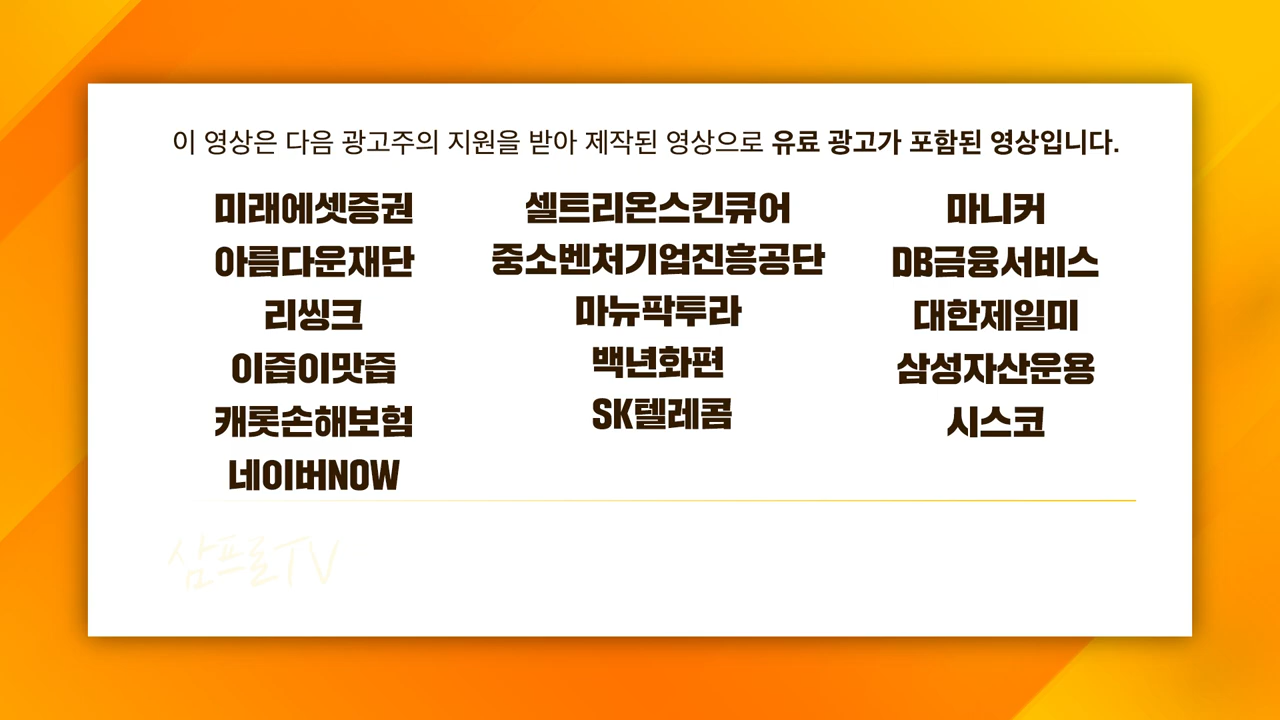 이 영상은 다음 광고주의 지원을 받아 제작된 영상으로 유료 광고가 포함된 영상입니다.
미래에셋증권
아름다운재단
리씽크
이즙이맛즙
캐롯손해보험
네이버NOW
셀트리온스킨큐어
중소벤처기업진흥공단
마뉴팍투라
백년화편
SK텔레콤
마니커
DB금융서비스
대한제일미
삼성자산운용
시스코
삼프로TV